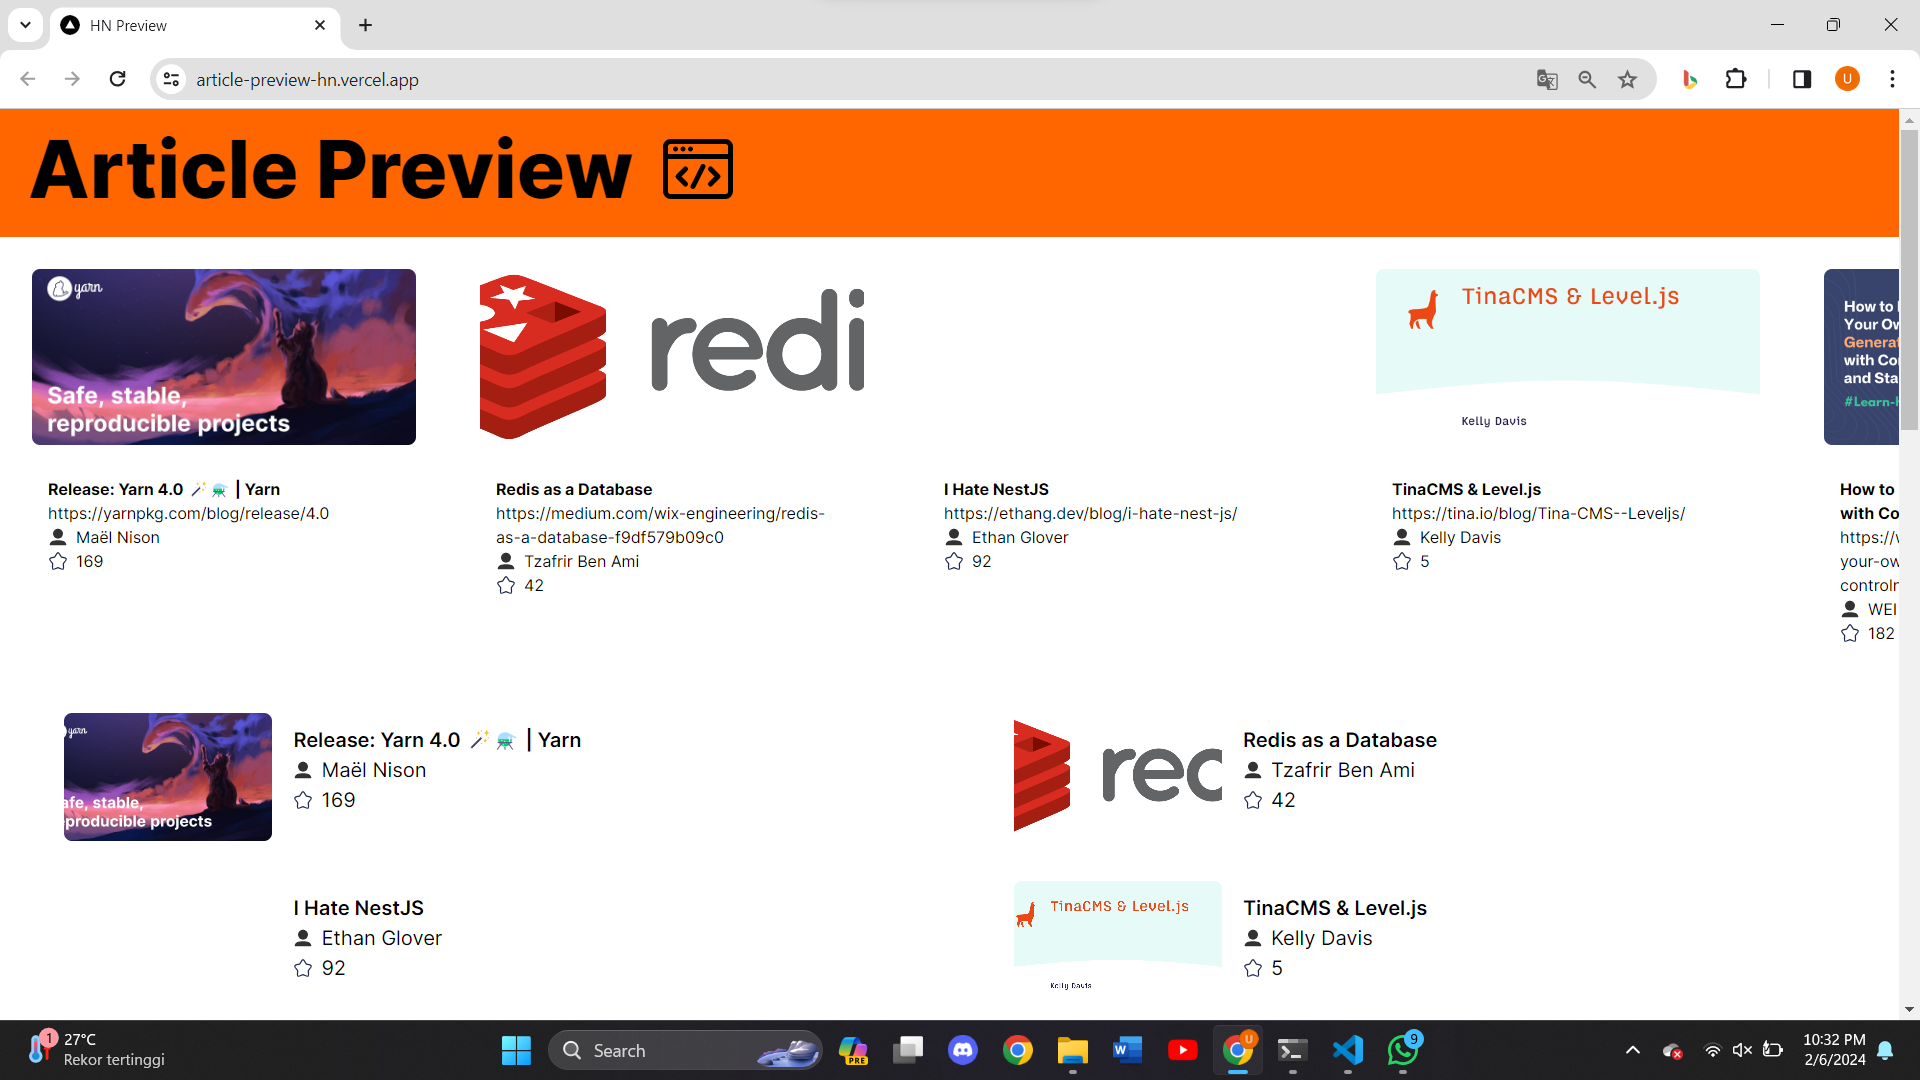 HN Preview
article-preview-hn.vercel.app
U
Article Preview
yarn
Safe, stable,
reproducible projects
redi
TinaCMS & Level.js
Kelly Davis
How to
Your Ow
Generat
with Co
and Sta
#Learn-
Release: Yarn 4.0 🪄⚗️ | Yarn
https://yarnpkg.com/blog/release/4.0
Maël Nison
169
Redis as a Database
https://medium.com/wix-engineering/redis-
as-a-database-f9df579b09c0
Tzafrir Ben Ami
42
I Hate NestJS
https://ethang.dev/blog/i-hate-nest-js/
Ethan Glover
92
TinaCMS & Level.js
https://tina.io/blog/Tina-CMS--Leveljs/
Kelly Davis
5
How to
with Co
https://w
your-ow
controln
WEI
182
yarn
afe, stable,
eproducible projects
Release: Yarn 4.0 🪄⚗️ | Yarn
Maël Nison
169
rec
Redis as a Database
Tzafrir Ben Ami
42
I Hate NestJS
Ethan Glover
92
TinaCMS & Level.js
Kelly Davis
TinaCMS & Level.js
Kelly Davis
5
1
27°C
Rekor tertinggi
Search
PRE
W
U
9
10:32 PM
2/6/2024